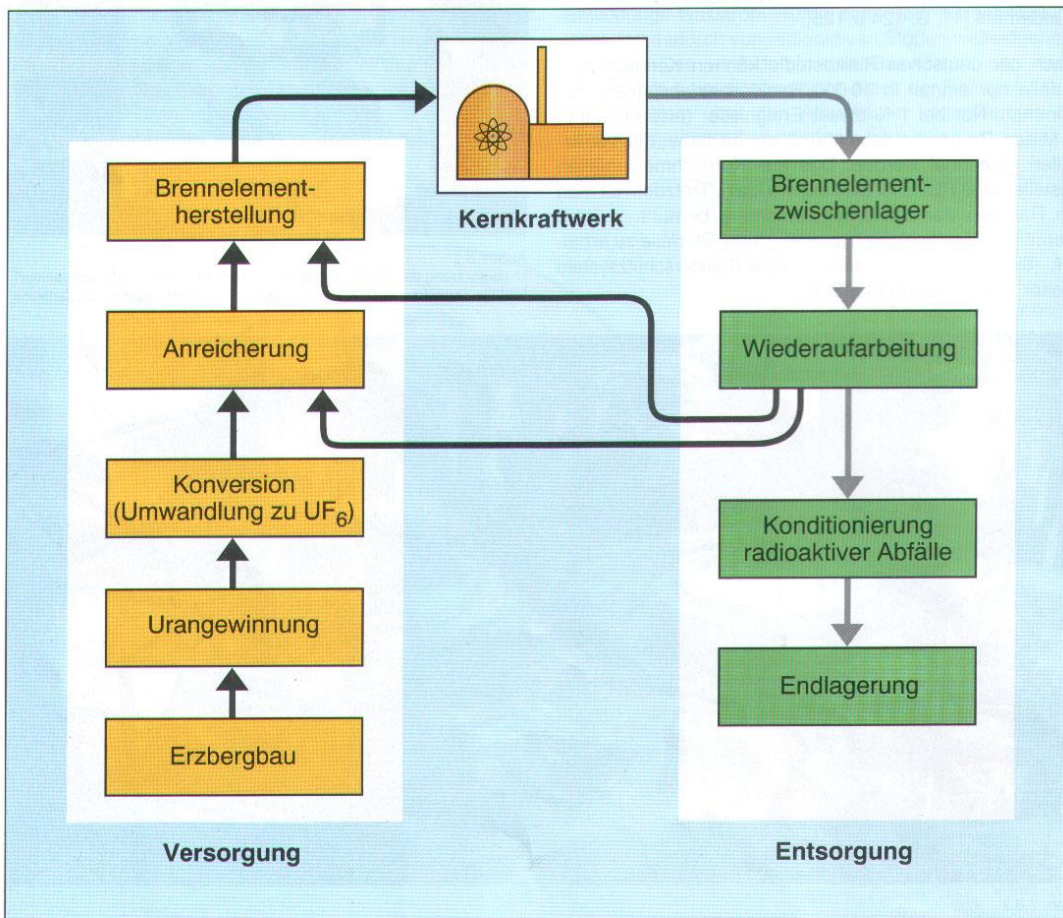 Brennelement-
herstellung
Anreicherung
Konversion
(Umwandlung zu UF₆)
Urangewinnung
Erzbergbau
Versorgung
Kernkraftwerk
Brennelement-
zwischenlager
Wiederaufarbeitung
Konditionierung
radioaktiver Abfälle
Endlagerung
Entsorgung